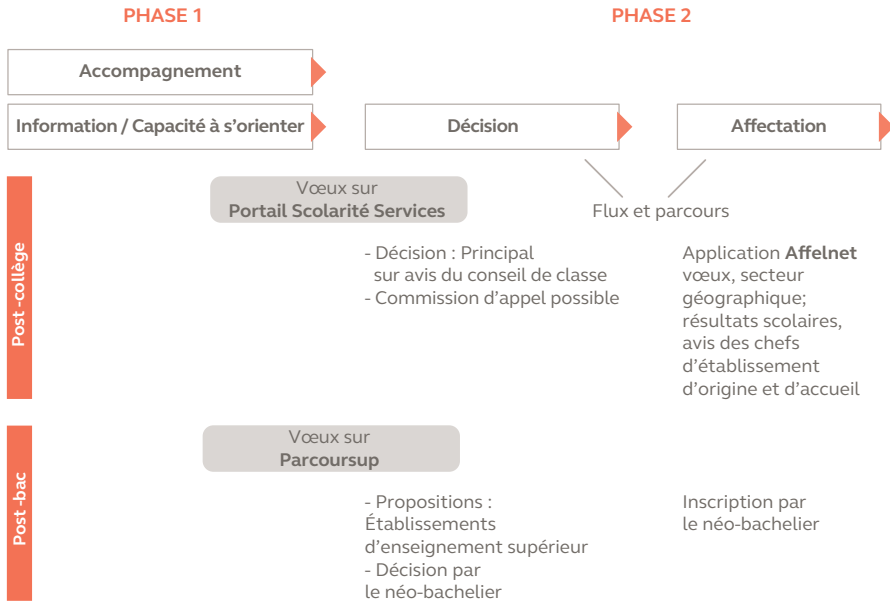 PHASE 1
PHASE 2
Accompagnement
Information / Capacité à s'orienter
Décision
Affectation
Post -collège
Vœux sur
Portail Scolarité Services
Flux et parcours
- Décision : Principal
sur avis du conseil de classe
- Commission d'appel possible
Application Affelnet
vœux, secteur
géographique;
résultats scolaires,
avis des chefs
d'établissement
d'origine et d'accueil
Post -bac
Vœux sur
Parcoursup
- Propositions :
Établissements
d'enseignement supérieur
- Décision par
le néo-bachelier
Inscription par
le néo-bachelier